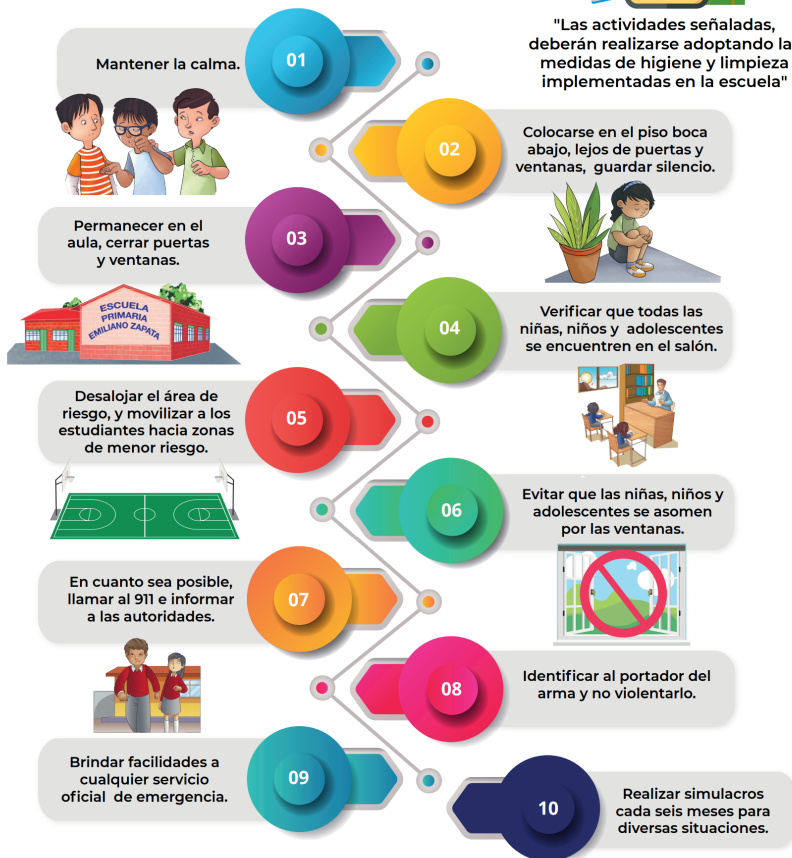 "Las actividades señaladas,
deberán realizarse adoptando la
medidas de higiene y limpieza
implementadas en la escuela"
01
Mantener la calma.
02
Colocarse en el piso boca
abajo, lejos de puertas y
ventanas, guardar silencio.
03
Permanecer en el
aula, cerrar puertas
y ventanas.
ESCUELA
PRIMARIA
EMILIANO ZAPATA
04
Verificar que todas las
niñas, niños y adolescentes
se encuentren en el salón.
05
Desalojar el área de
riesgo, y movilizar a los
estudiantes hacia zonas
de menor riesgo.
06
Evitar que las niñas, niños y
adolescentes se asomen
por las ventanas.
07
En cuanto sea posible,
llamar al 911 e informar
a las autoridades.
08
Identificar al portador del
arma y no violentarlo.
09
Brindar facilidades a
cualquier servicio
oficial de emergencia.
10
Realizar simulacros
cada seis meses para
diversas situaciones.